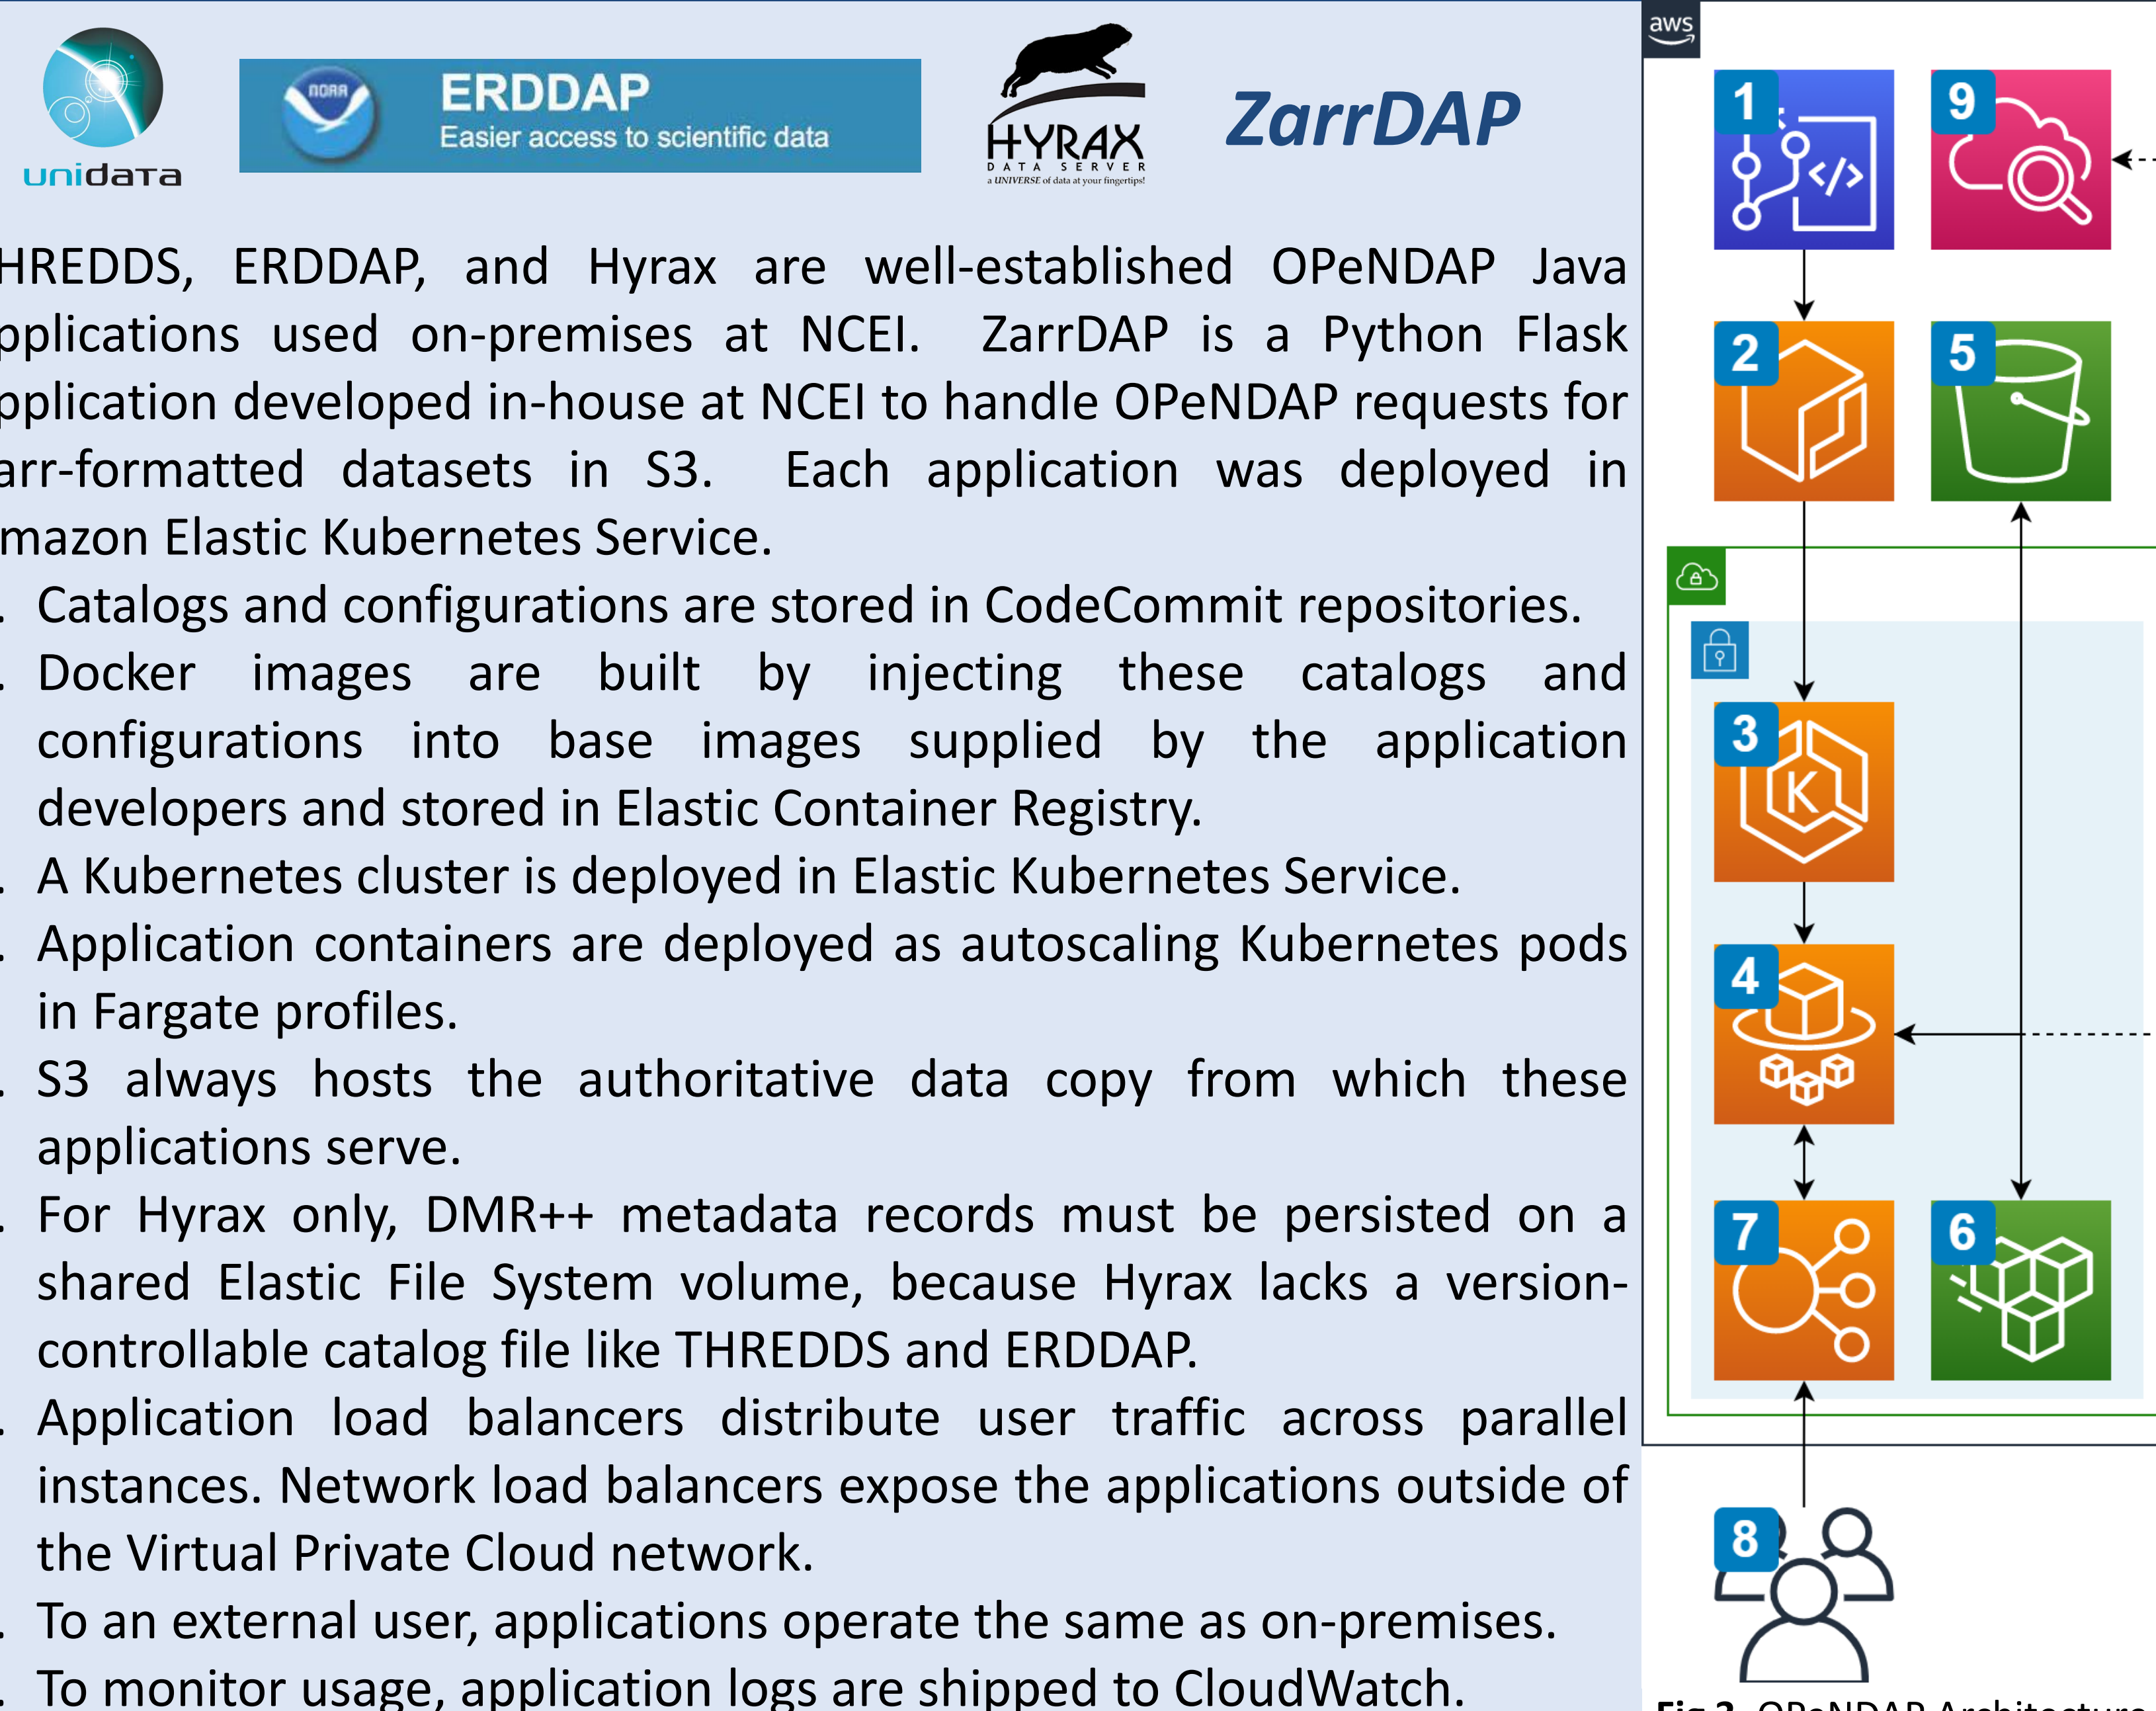 unidata
NOAA
ERDDAP
Easier access to scientific data
HYRAX
DATA SERVER
a UNIVERSE of data at your fingertips!
ZarrDAP
HREDDS, ERDDAP, and Hyrax are well-established OPeNDAP Java
pplications used on-premises at NCEI. ZarrDAP is a Python Flask
pplication developed in-house at NCEI to handle OPeNDAP requests for
arr-formatted datasets in S3. Each application was deployed in
mazon Elastic Kubernetes Service.
. Catalogs and configurations are stored in CodeCommit repositories.
. Docker images are built by injecting these catalogs and
configurations into base images supplied by the application
developers and stored in Elastic Container Registry.
. A Kubernetes cluster is deployed in Elastic Kubernetes Service.
. Application containers are deployed as autoscaling Kubernetes pods
in Fargate profiles.
. S3 always hosts the authoritative data copy from which these
applications serve.
. For Hyrax only, DMR++ metadata records must be persisted on a
shared Elastic File System volume, because Hyrax lacks a version-
controllable catalog file like THREDDS and ERDDAP.
. Application load balancers distribute user traffic across parallel
instances. Network load balancers expose the applications outside of
the Virtual Private Cloud network.
. To an external user, applications operate the same as on-premises.
. To monitor usage, application logs are shipped to CloudWatch.
aws
1
9
2
5
3
K
4
7
6
8
Fig 2. OPeNDAP Architecture